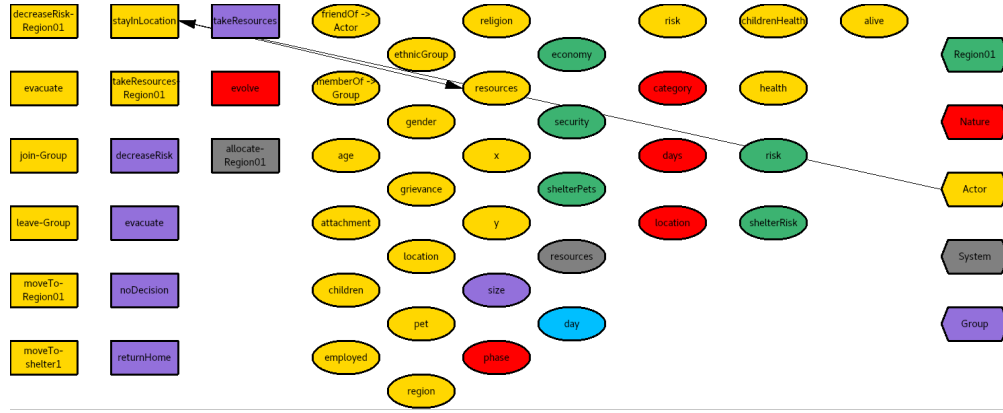 decreaseRisk-
Region01
stayInLocation
takeResources
friendOf ->
Actor
religion
risk
childrenHealth
alive
ethnicGroup
economy
Region01
evacuate
takeResources-
Region01
evolve
memberOf ->
Group
resources
category
health
gender
security
Nature
join-Group
decreaseRisk
allocate-
Region01
age
x
days
risk
grievance
shelterPets
Actor
leave-Group
evacuate
attachment
y
location
shelterRisk
location
resources
System
moveTo-
Region01
noDecision
children
size
pet
day
Group
moveTo-
shelter1
returnHome
employed
phase
region